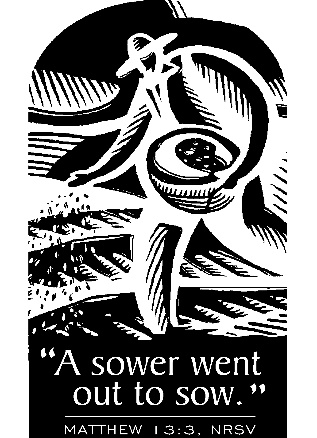 “A sower went
out to sow.”
MATTHEW 13:3, NRSV